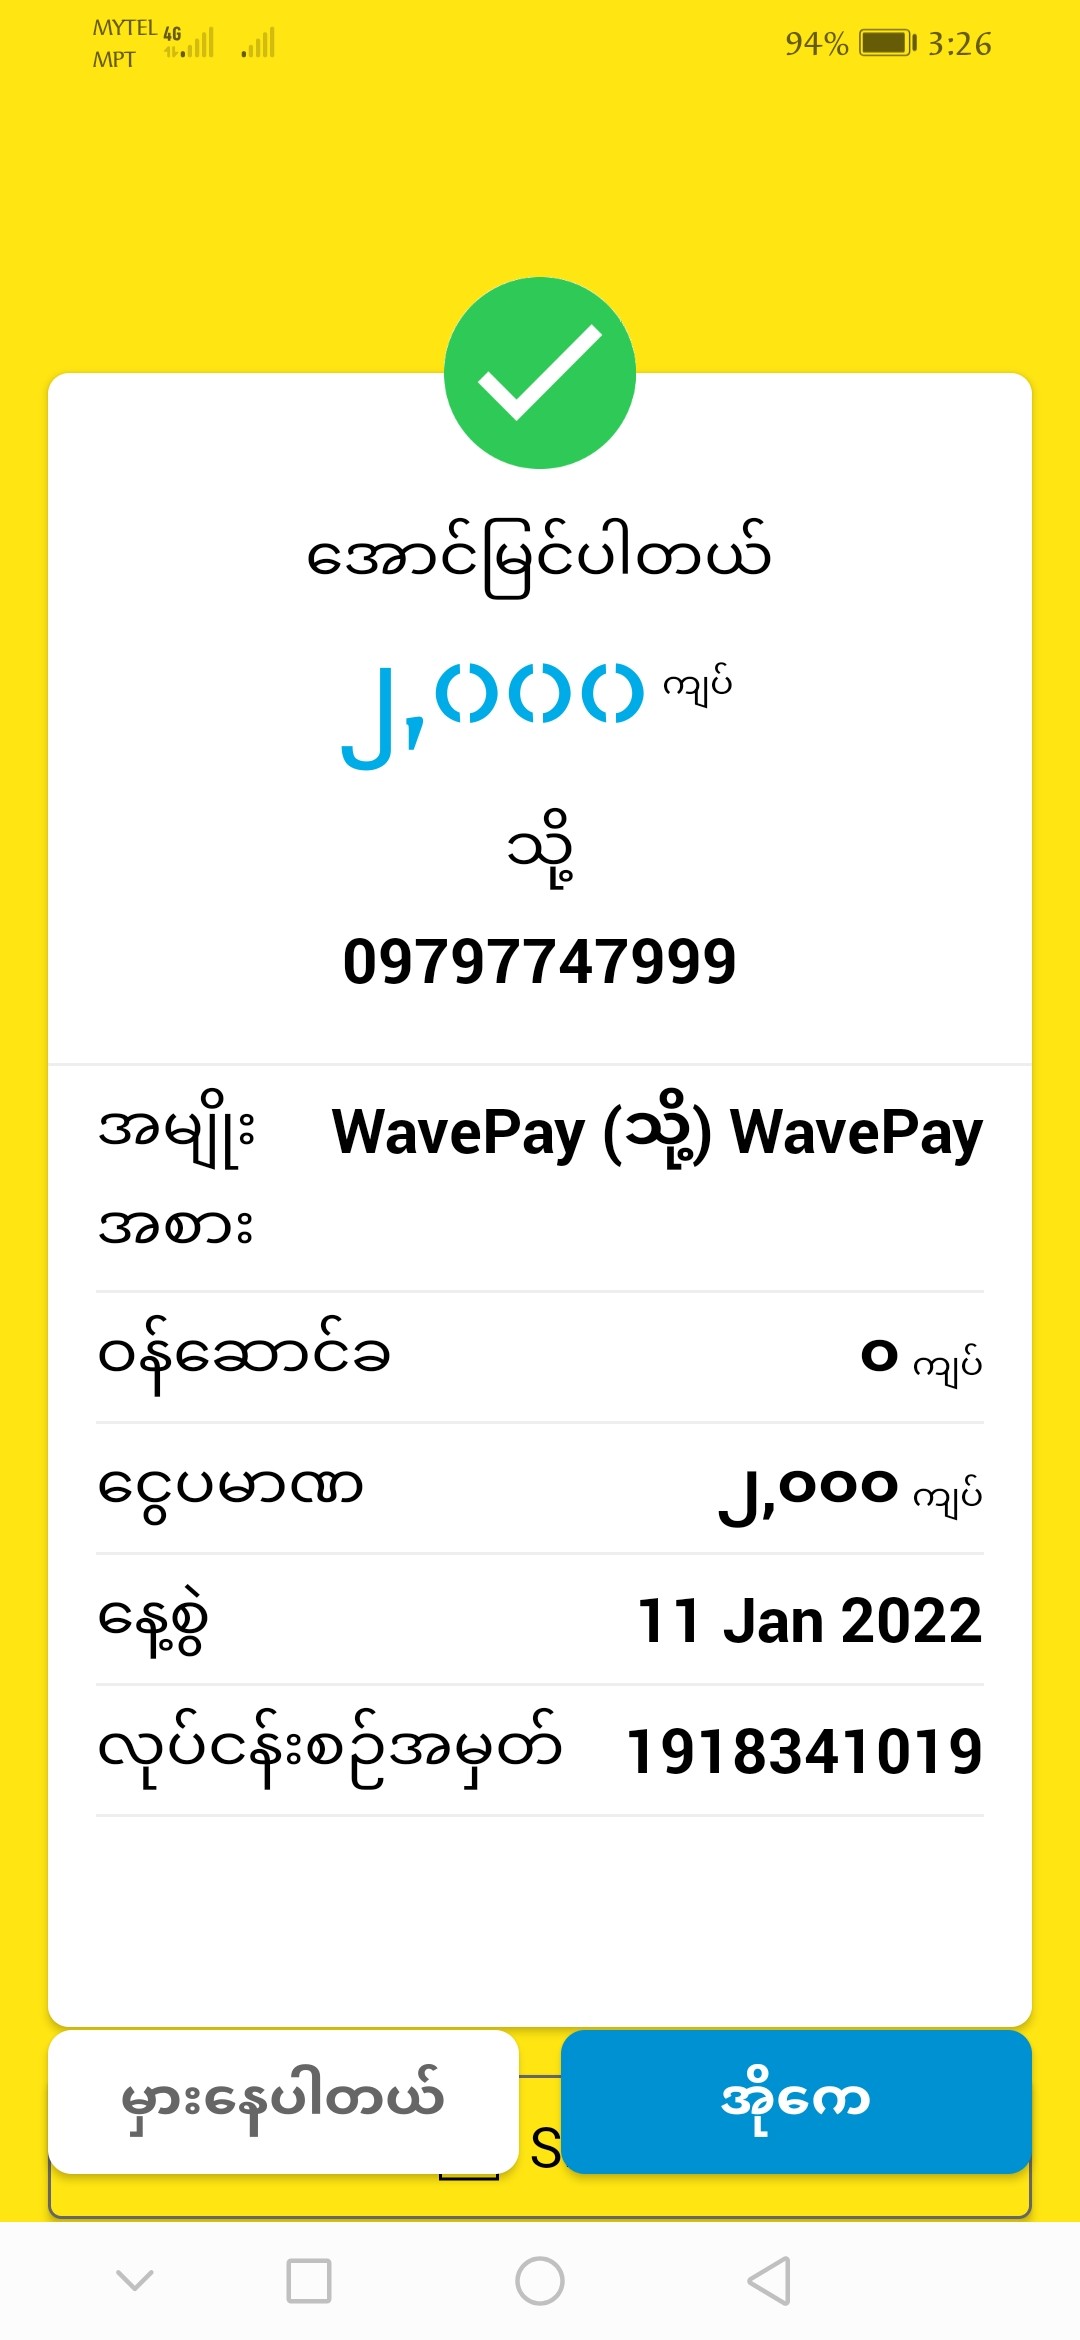 MYTEL 4G
MPT
94% 3:26
အောင်မြင်ပါတယ်
၂,၀၀၀ ကျပ်
သို့
09797747999
အမျိုး WavePay (သို့) WavePay
အစား
ဝန်ဆောင်ခ ၀ ကျပ်
ငွေပမာဏ ၂,၀၀၀ ကျပ်
နေ့စွဲ 11 Jan 2022
လုပ်ငန်းစဉ်အမှတ် 1918341019
မှားနေပါတယ် အိုကေ
S